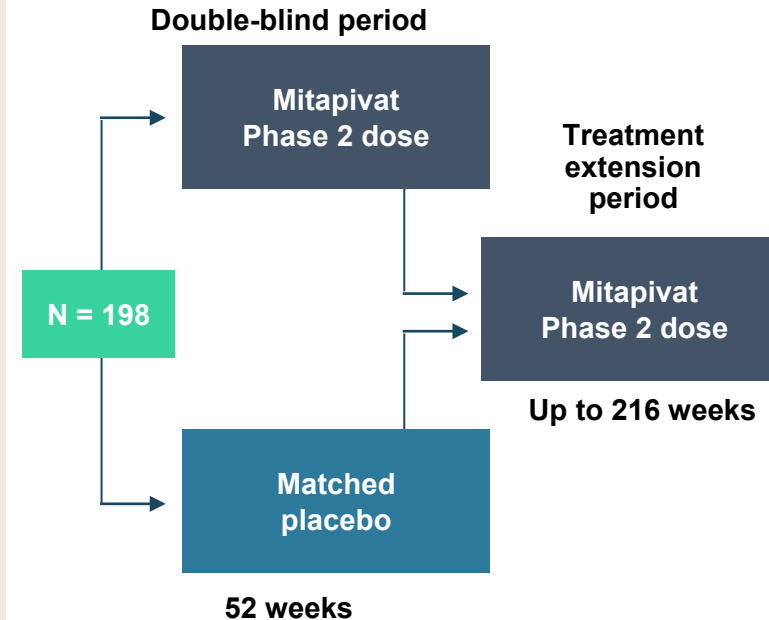 Double-blind period
Mitapivat
Phase 2 dose
Treatment
extension
period
N = 198
Mitapivat
Phase 2 dose
Up to 216 weeks
Matched
placebo
52 weeks